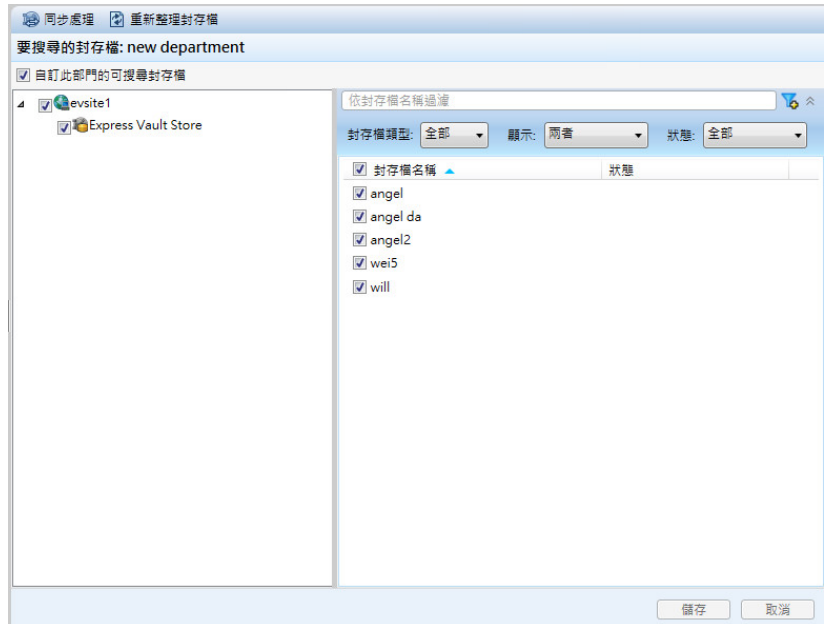 同步處理 重新整理封存檔
要搜尋的封存檔: new department
自訂此部門的可搜尋封存檔
evsite1
Express Vault Store
依封存檔名稱過濾
封存檔類型: 全部 顯示: 兩者 狀態: 全部
封存檔名稱 狀態
angel
angel da
angel2
wei5
will
儲存 取消